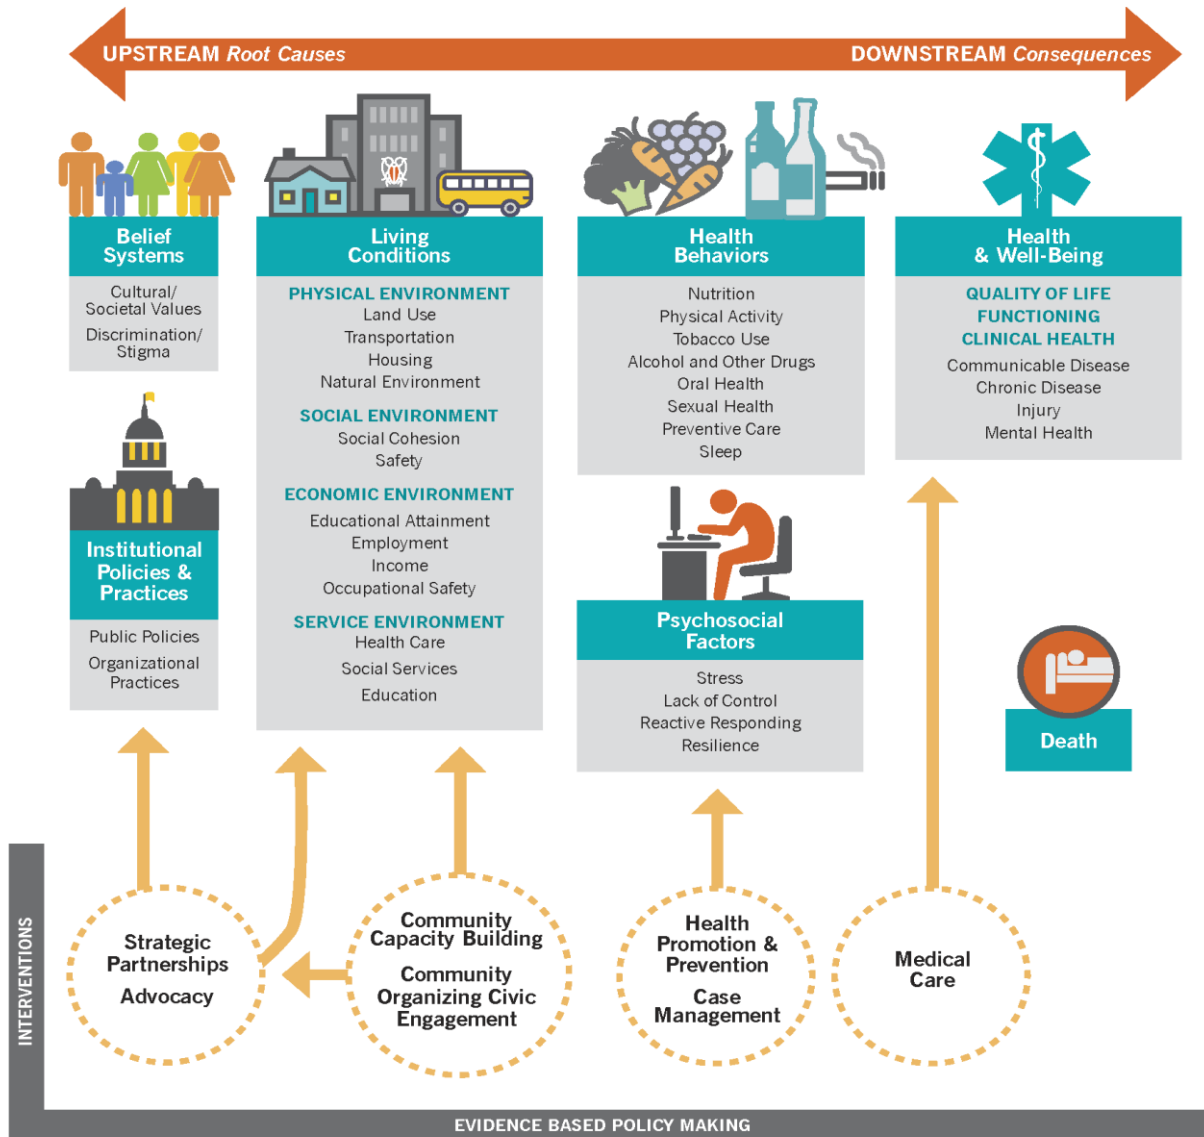 UPSTREAM Root Causes
DOWNSTREAM Consequences
Belief
Systems
Cultural/
Societal Values
Discrimination/
Stigma
Institutional
Policies &
Practices
Public Policies
Organizational
Practices
Living
Conditions
PHYSICAL ENVIRONMENT
Land Use
Transportation
Housing
Natural Environment
SOCIAL ENVIRONMENT
Social Cohesion
Safety
ECONOMIC ENVIRONMENT
Educational Attainment
Employment
Income
Occupational Safety
SERVICE ENVIRONMENT
Health Care
Social Services
Education
Health
Behaviors
Nutrition
Physical Activity
Tobacco Use
Alcohol and Other Drugs
Oral Health
Sexual Health
Preventive Care
Sleep
Psychosocial
Factors
Stress
Lack of Control
Reactive Responding
Resilience
Health
& Well-Being
QUALITY OF LIFE
FUNCTIONING
CLINICAL HEALTH
Communicable Disease
Chronic Disease
Injury
Mental Health
Death
INTERVENTIONS
Strategic
Partnerships
Advocacy
Community
Capacity Building
Community
Organizing Civic
Engagement
Health
Promotion &
Prevention
Case
Management
Medical
Care
EVIDENCE BASED POLICY MAKING